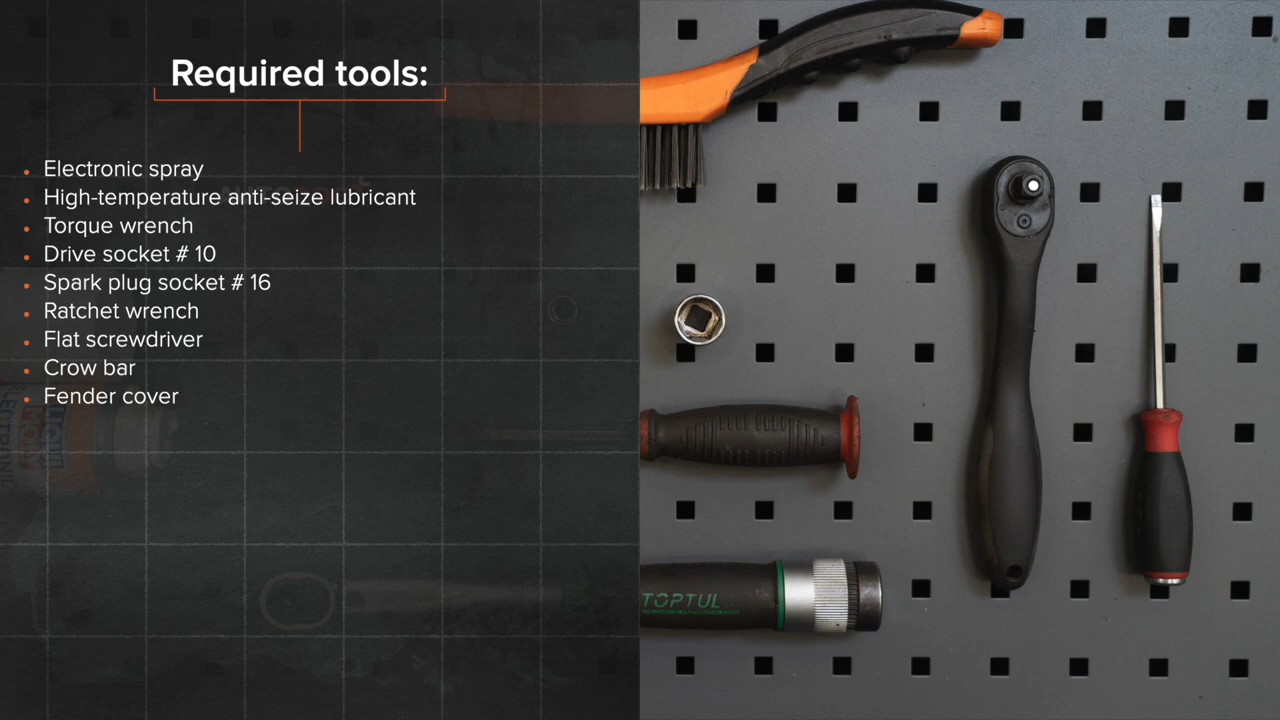 Required tools:
Electronic spray
High-temperature anti-seize lubricant
Torque wrench
Drive socket # 10
Spark plug socket # 16
Ratchet wrench
Flat screwdriver
Crow bar
Fender cover
TOPTUL